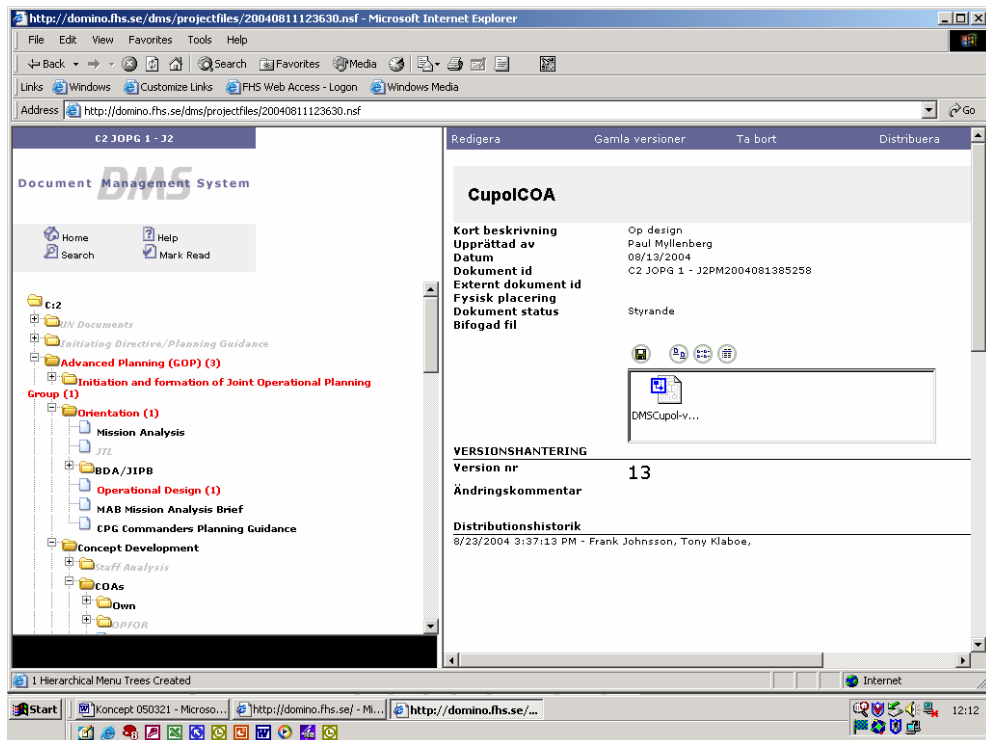 http://domino.fhs.se/dms/projectfiles/20040811123630.nsf - Microsoft Internet Explorer
File Edit View Favorites Tools Help
Back Search Favorites Media
Links Windows Customize Links FHS Web Access - Logon Windows Media
Address http://domino.fhs.se/dms/projectfiles/20040811123630.nsf Go
C2 JOPG 1 - J2
DMS
Document Management System
Home Help
Search Mark Read
C:2
UN Documents
Initiating Directive/Planning Guidance
Advanced Planning (GOP) (3)
Initiation and formation of Joint Operational Planning
Group (1)
Orientation (1)
Mission Analysis
JTL
BDA/JIPB
Operational Design (1)
MAB Mission Analysis Brief
CPG Commanders Planning Guidance
Concept Development
Staff Analysis
COAs
Own
OPFOR
Redigera Gamla versioner Ta bort Distribuera
CupolCOA
Kort beskrivning Op design
Upprättad av Paul Myllenberg
Datum 08/13/2004
Dokument id C2 JOPG 1 - J2PM2004081385258
Externt dokument id
Fysisk placering
Dokument status Styrande
Bifogad fil
DMSCupol-v...
VERSIONSHANTERING
Version nr 13
Ändringskommentar
Distributionshistorik
8/23/2004 3:37:13 PM - Frank Johnsson, Tony Klaboe,
1 Hierarchical Menu Trees Created Internet
Start Koncept 050321 - Microso... http://domino.fhs.se/ - Mi... http://domino.fhs.se/... 12:12